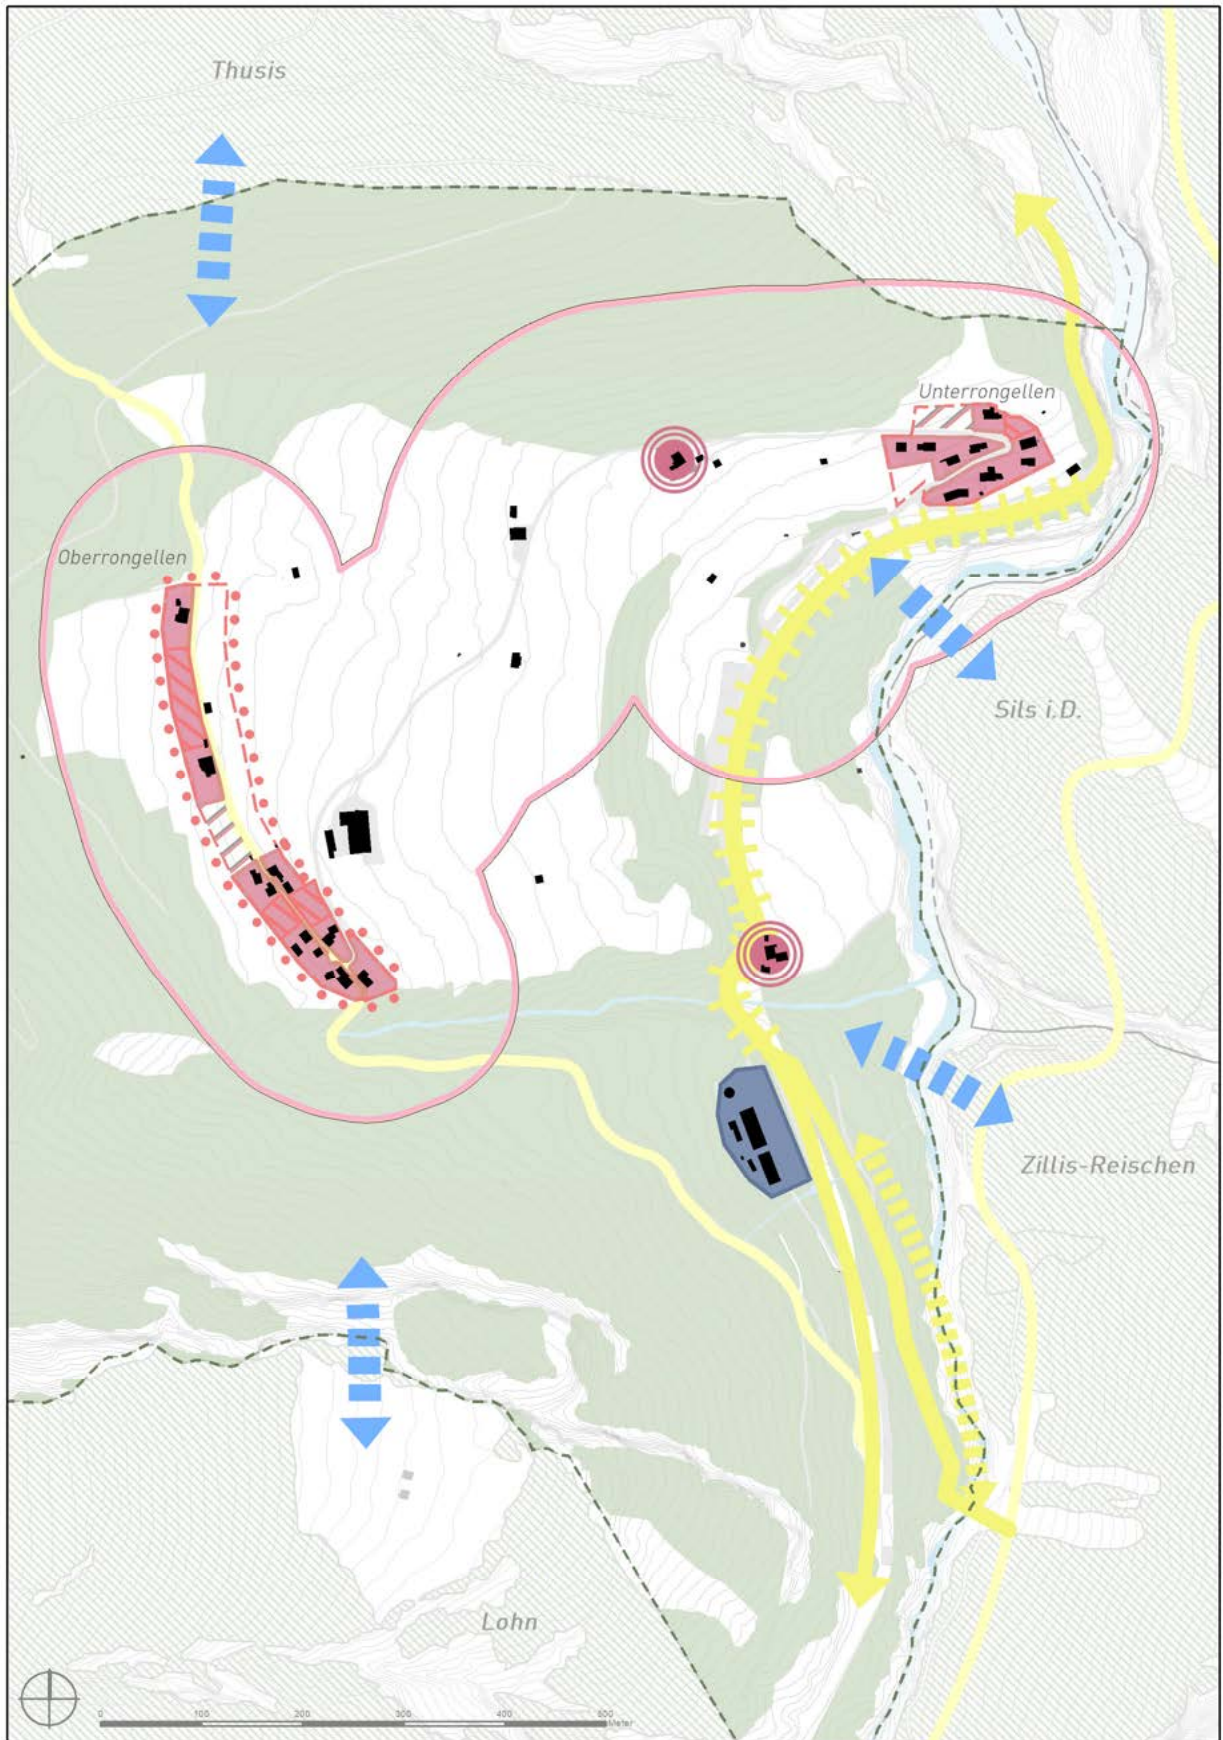 Thusis
Unterrongellen
Oberrongellen
Sils i.D.
Zillis-Reischen
Lohn
0 100 200 300 400 500
Meter